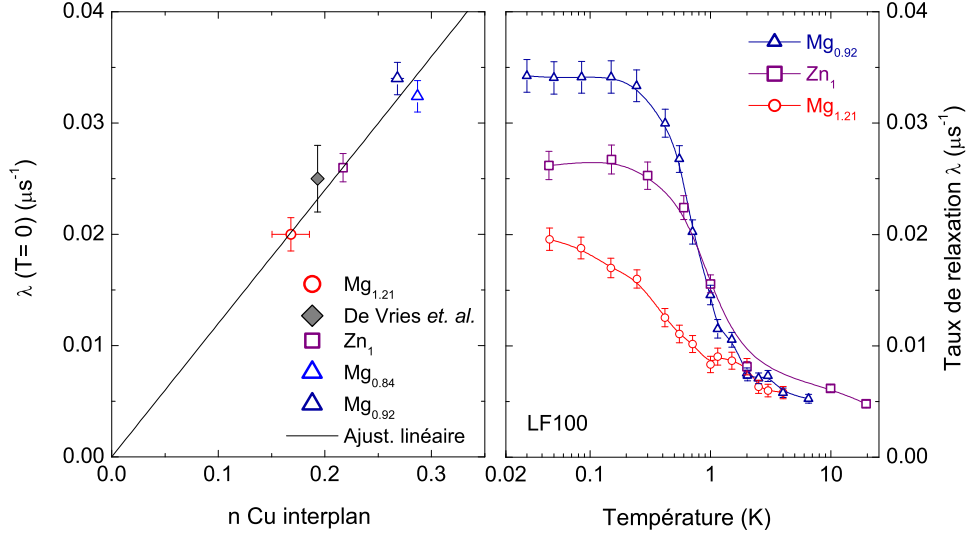 λ (T= 0)) (μs⁻¹)
0.04
0.03
0.02
0.01
0.00
0.0
0.1
0.2
0.3
n Cu interplan
Mg₁.₂₁
De Vries et. al.
Zn₁
Mg₀.₈₄
Mg₀.₉₂
Ajust. linéaire
Mg₀.₉₂
Zn₁
Mg₁.₂₁
LF100
0.02
0.1
1
10
Température (K)
0.04
0.03
0.02
0.01
0.00
Taux de relaxation λ (μs⁻¹)